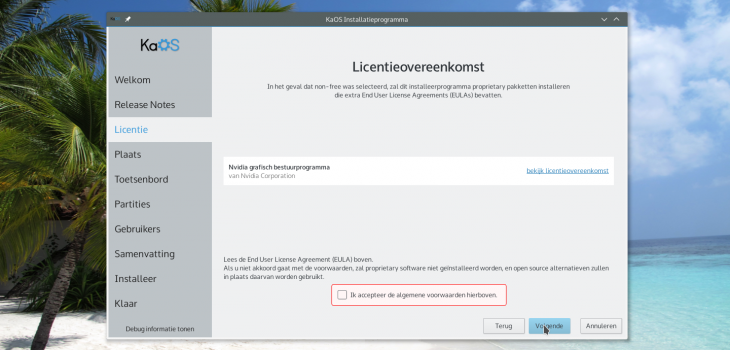 KaOS Installatieprogramma
KaOS
Welkom
Release Notes
Licentie
Plaats
Toetsenbord
Partities
Gebruikers
Samenvatting
Installeer
Klaar
Debug informatie tonen
Licentieovereenkomst
In het geval dat non-free was selecteerd, zal dit installeerprogramma proprietary pakketten installeren
die extra End User License Agreements (EULAs) bevatten.
Nvidia grafisch bestuurprogramma
van Nvidia Corporation
bekijk licentieovereenkomst
Lees de End User License Agreement (EULA) boven.
Als u niet akkoord gaat met de voorwaarden, zal proprietary software niet geïnstalleerd worden, en open source alternatieven zullen
in plaats daarvan worden gebruikt.
Ik accepteer de algemene voorwaarden hierboven.
Terug
Volgende
Annuleren